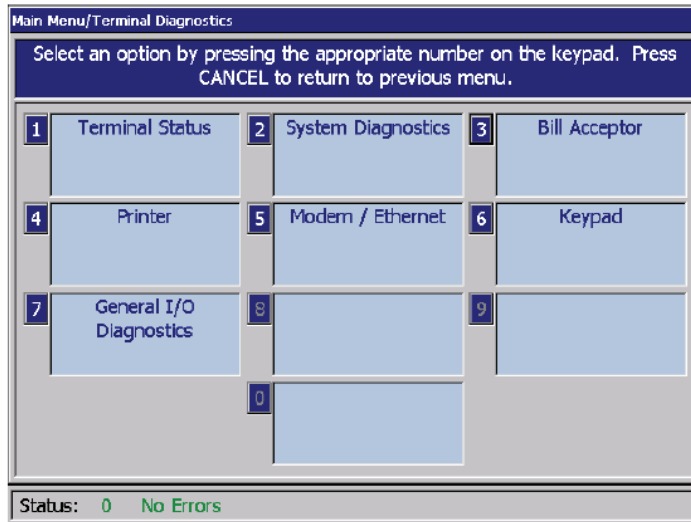 Main Menu/Terminal Diagnostics
Select an option by pressing the appropriate number on the keypad. Press
CANCEL to return to previous menu.
1 Terminal Status 2 System Diagnostics 3 Bill Acceptor
4 Printer 5 Modem / Ethernet 6 Keypad
7 General I/O
Diagnostics
8
9
0
Status: 0 No Errors